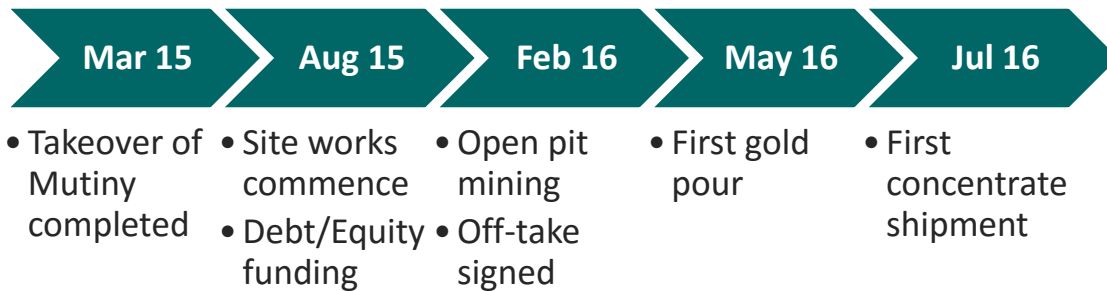 Mar 15
Aug 15
Feb 16
May 16
Jul 16
• Takeover of
Mutiny
completed
• Site works
commence
• Debt/Equity
funding
• Open pit
mining
• Off-take
signed
• First gold
pour
• First
concentrate
shipment